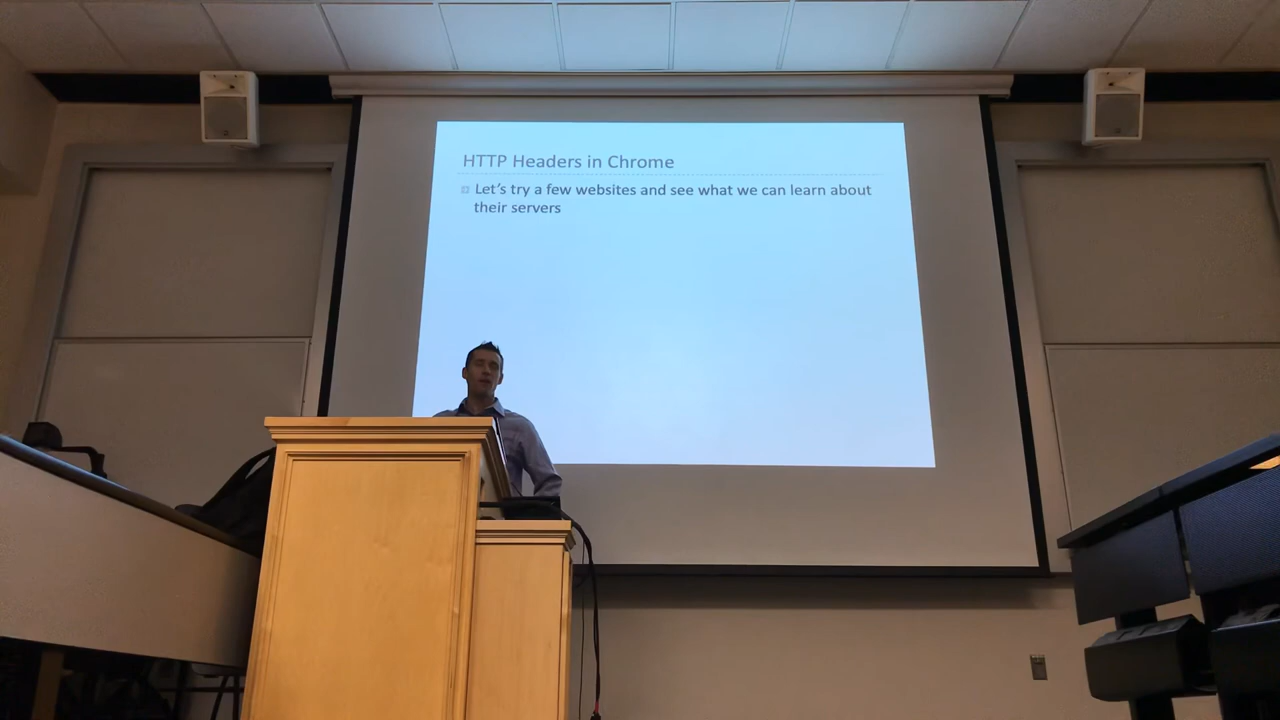 HTTP Headers in Chrome
Let's try a few websites and see what we can learn about
their servers